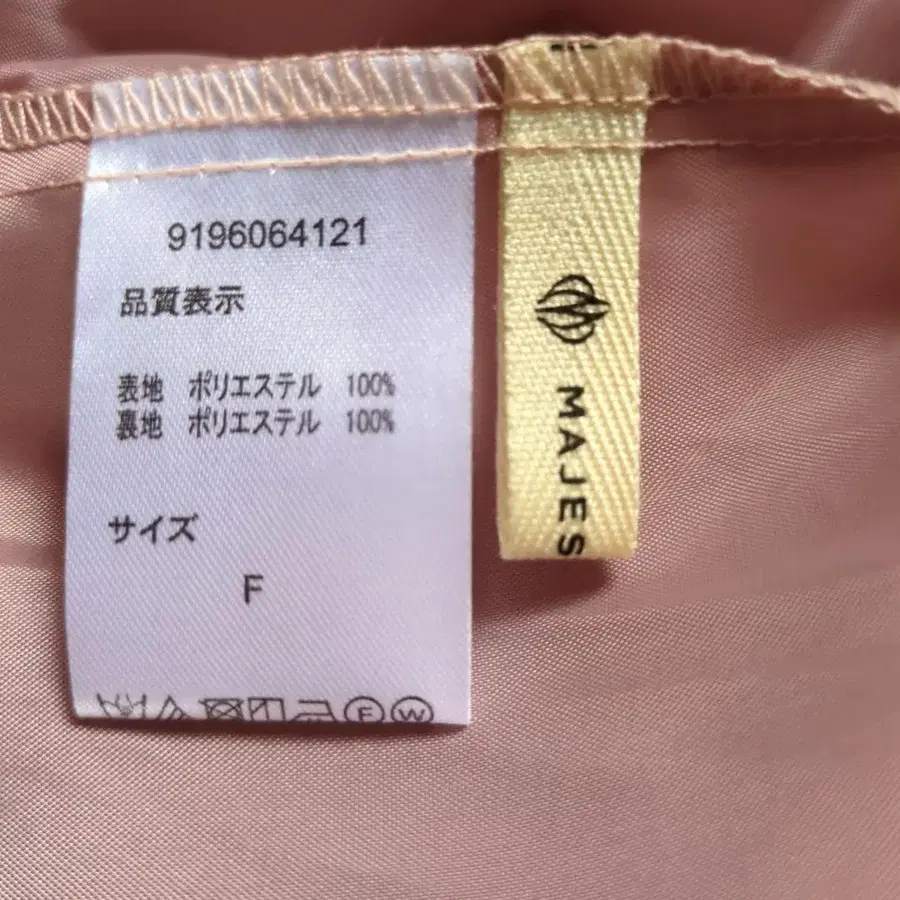 9196064121
品質表示
表地 ポリエステル 100%
裏地 ポリエステル 100%
サイズ
F
F W
MAJES